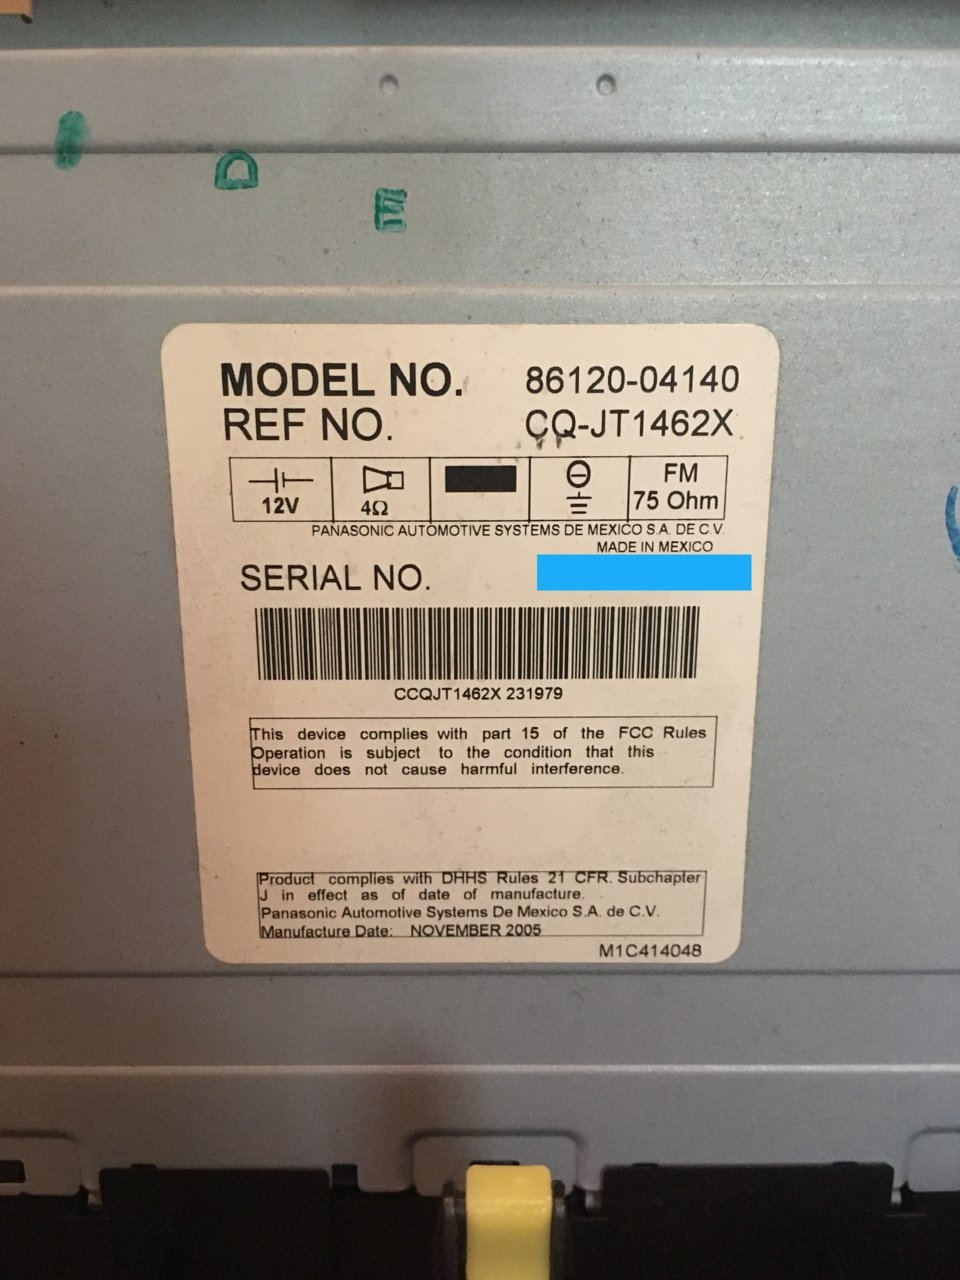 D
E
MODEL NO. 86120-04140
REF NO. CQ-JT1462X
12V
4Ω
FM
75 Ohm
PANASONIC AUTOMOTIVE SYSTEMS DE MEXICO S.A. DE C.V.
MADE IN MEXICO
SERIAL NO.
CCQJT1462X 231979
This device complies with part 15 of the FCC Rules
Operation is subject to the condition that this
device does not cause harmful interference.
Product complies with DHHS Rules 21 CFR. Subchapter
J in effect as of date of manufacture.
Panasonic Automotive Systems De Mexico S.A. de C.V.
Manufacture Date: NOVEMBER 2005
M1C414048